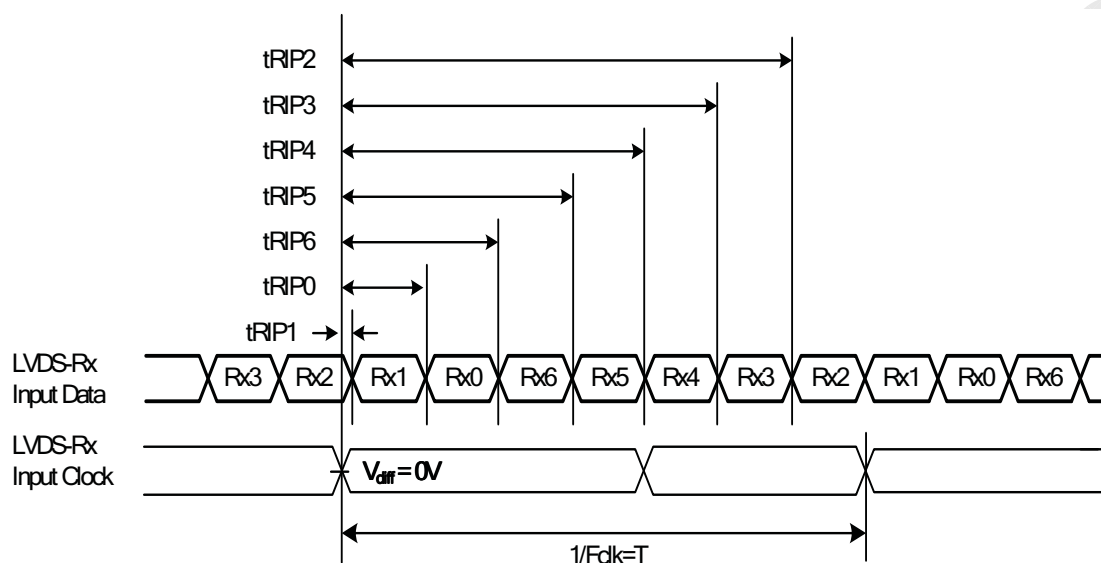 tRIP2
tRIP3
tRIP4
tRIP5
tRIP6
tRIP0
tRIP1
LVDS-Rx
Input Data
Rx3 Rx2 Rx1 Rx0 Rx6 Rx5 Rx4 Rx3 Rx2 Rx1 Rx0 Rx6
LVDS-Rx
Input Clock
Vdiff = 0V
1/Fclk=T